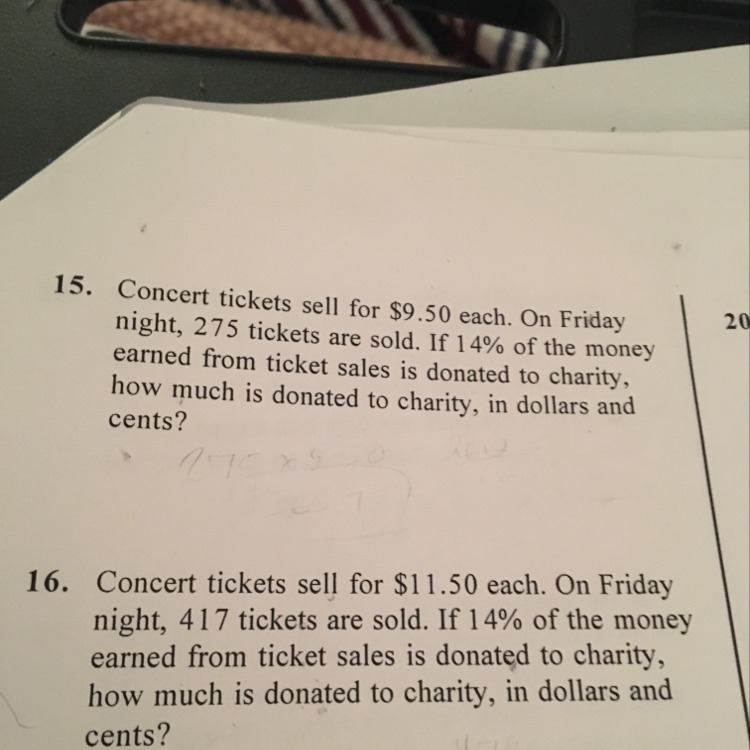 15. Concert tickets sell for $9.50 each. On Friday
night, 275 tickets are sold. If 14% of the money
earned from ticket sales is donated to charity,
how much is donated to charity, in dollars and
cents?
20
16. Concert tickets sell for $11.50 each. On Friday
night, 417 tickets are sold. If 14% of the money
earned from ticket sales is donated to charity,
how much is donated to charity, in dollars and
cents?